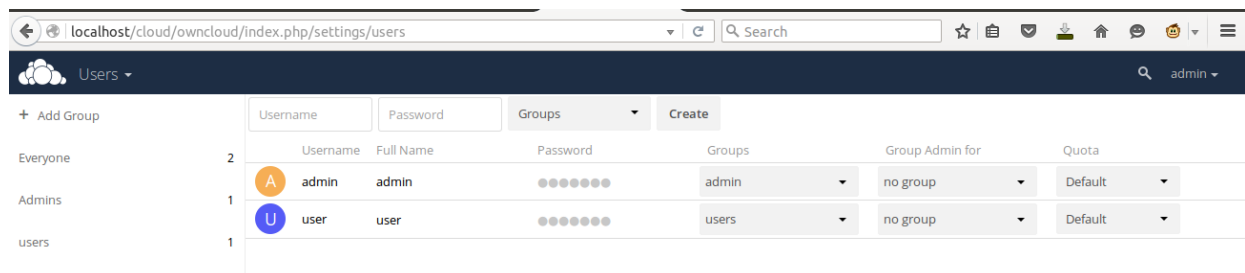 localhost/cloud/owncloud/index.php/settings/users Search
Users admin
+ Add Group Username Password Groups Create
Username Full Name Password Groups Group Admin for Quota
Everyone 2
A admin admin admin no group Default
Admins 1
U user user users no group Default
users 1